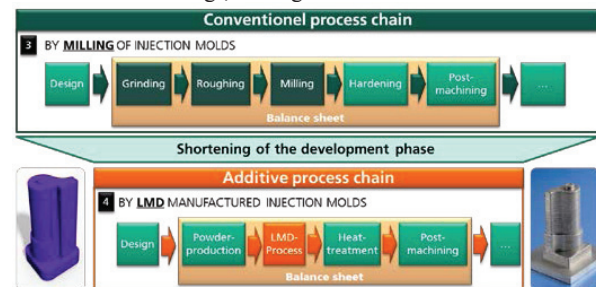 Conventionel process chain
3 BY MILLING OF INJECTION MOLDS
Design
Grinding
Roughing
Milling
Hardening
Post-
machining
...
Balance sheet
Shortening of the development phase
Additive process chain
4 BY LMD MANUFACTURED INJECTION MOLDS
Design
Powder-
production
LMD-
Process
Heat-
treatment
Post-
machining
...
Balance sheet